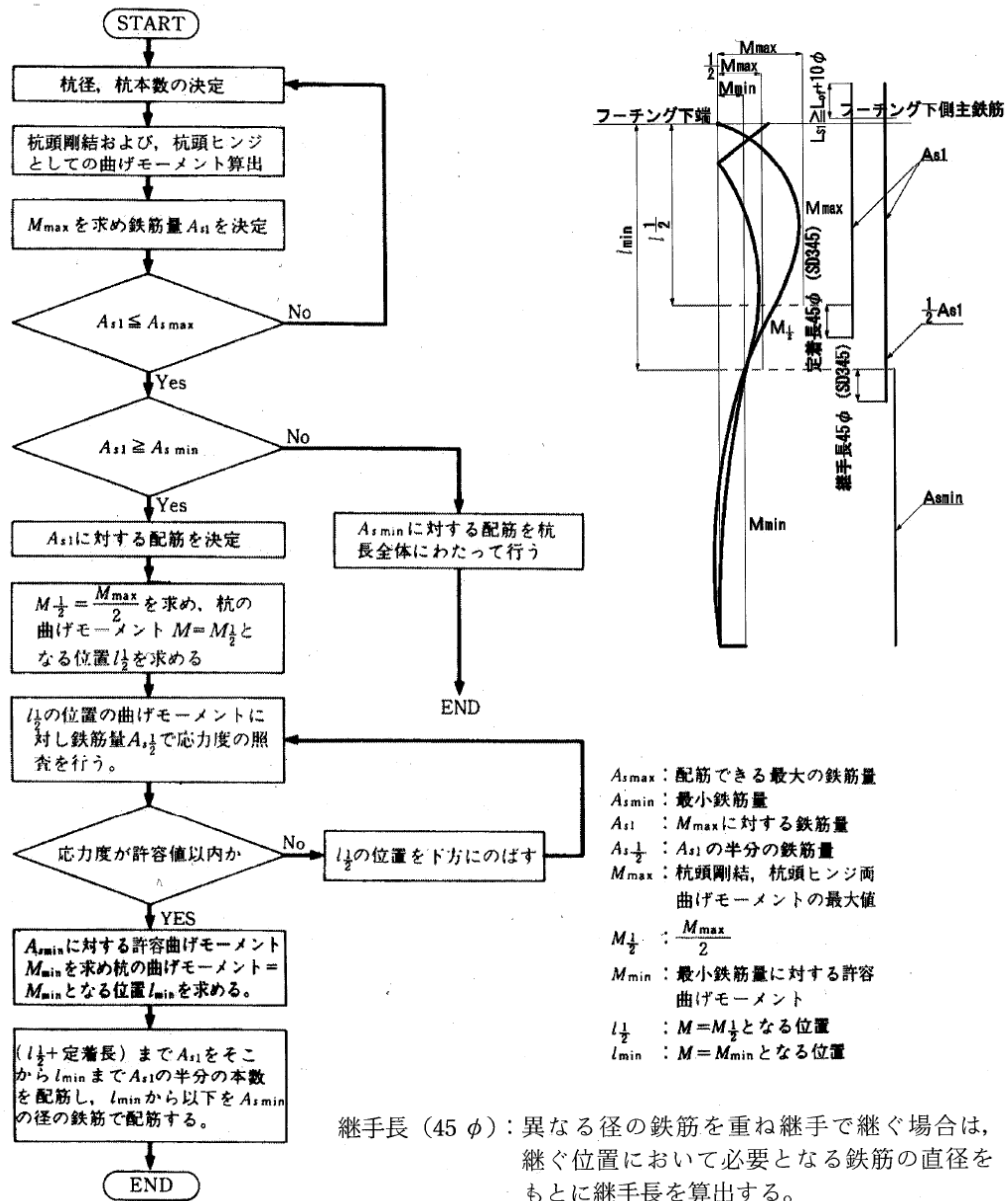 START
杭径，杭本数の決定
杭頭剛結および，杭頭ヒンジ
としての曲げモーメント算出
Mmaxを求め鉄筋量As1を決定
As1≦As max
No
Yes
As1≧As min
No
Yes
As1に対する配筋を決定
Asminに対する配筋を杭
長全体にわたって行う
END
M1/2＝Mmax/2を求め、杭の
曲げモーメント M＝M1/2と
なる位置l1/2を求める
l1/2の位置の曲げモーメントに
対し鉄筋量As1/2で応力度の照
査を行う。
応力度が許容値以内か
No
l1/2の位置を下方にのばす
YES
Asminに対する許容曲げモーメント
Mminを求め杭の曲げモーメント＝
Mminとなる位置lminを求める。
(l1/2＋定着長) までAs1をそこ
からlminまでAs1の半分の本数
を配筋し，lminから以下をAsmin
の径の鉄筋で配筋する。
END
Mmax
1/2 Mmax
Mmin
フーチング下端
Ls1≧Lof+10φ
フーチング下側主鉄筋
As1
Mmax
lmin
l1/2
M1/2
定着長45φ (SD345)
1/2 As1
継手長45φ (SD345)
Mmin
Asmin
Asmax：配筋できる最大の鉄筋量
Asmin：最小鉄筋量
As1：Mmaxに対する鉄筋量
As1/2：As1の半分の鉄筋量
Mmax：杭頭剛結，杭頭ヒンジ両
曲げモーメントの最大値
M1/2：Mmax/2
Mmin：最小鉄筋量に対する許容
曲げモーメント
l1/2：M＝M1/2となる位置
lmin：M＝Mminとなる位置
継手長（45 φ）：異なる径の鉄筋を重ね継手で継ぐ場合は，
継ぐ位置において必要となる鉄筋の直径を
もとに継手長を算出する。